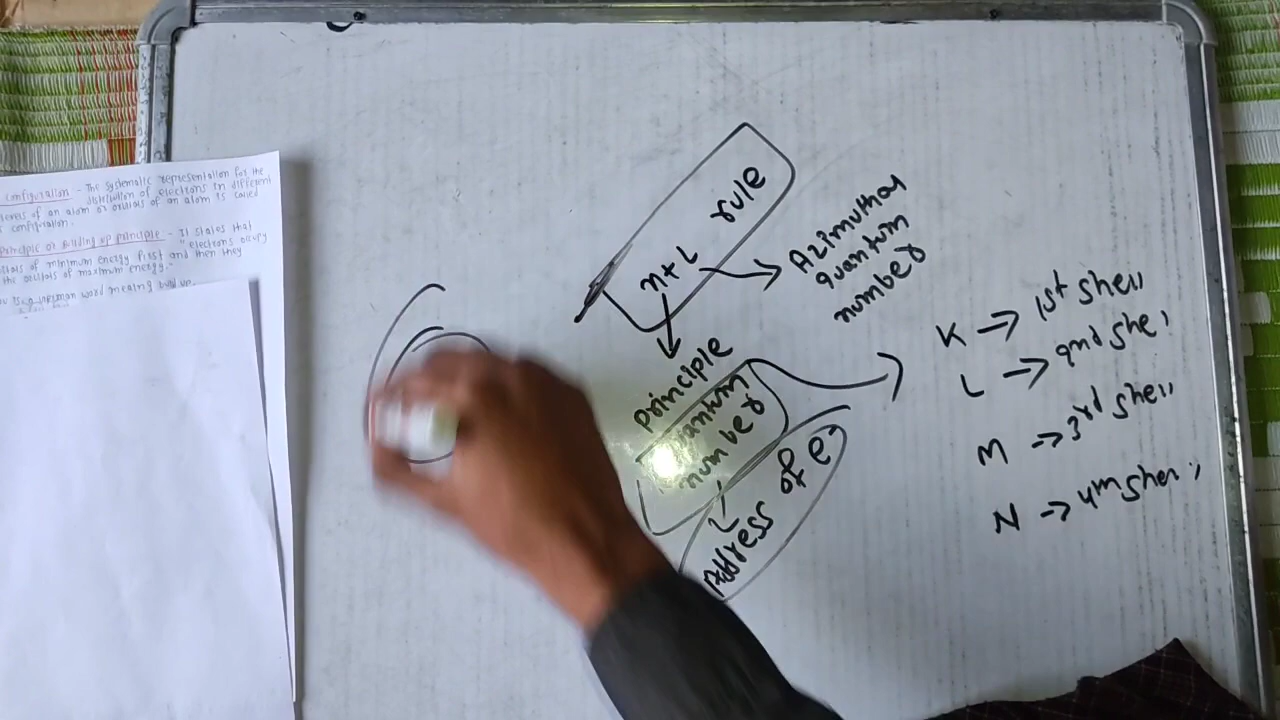 configuration - The systematic representation for the
distribution of electrons in different
levels of an atom or orbitals of an atom is called
configuration.
principle or Building up principle - It states that
"electrons occupy
orbitals of minimum energy first and then they
the orbitals of maximum energy."
German word meaning build up.
n+l rule
Azimuthal
quantum
number
principle
quantum
number
Address of e
K → 1st shell
L → 2nd shell
M → 3rd shell
N → 4th shell